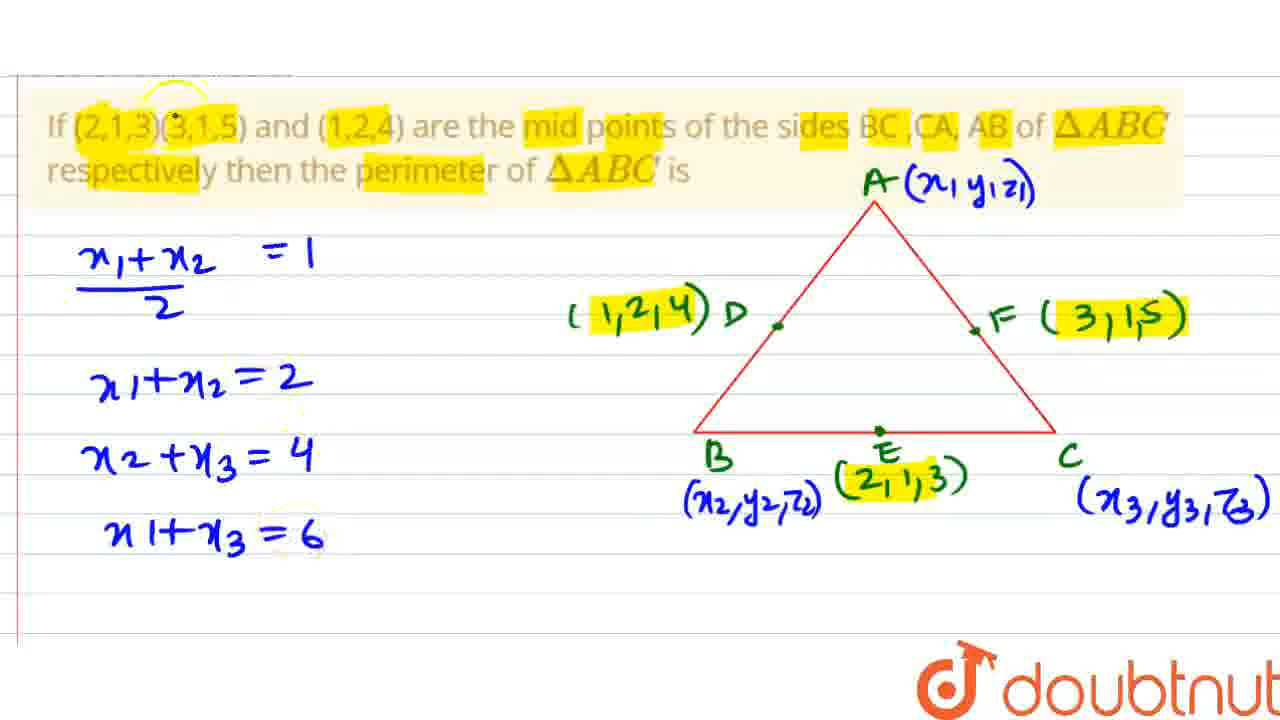 If (2,1,3)(3,1,5) and (1,2,4) are the mid points of the sides BC ,CA, AB of ΔABC
respectively then the perimeter of ΔABC is
A (x1 y1 z1)
x1+x2 = 1
2
(1,2,4) D
F (3,1,5)
x1+x2 = 2
x2+x3 = 4
B
E
C
(2,1,3)
(x2,y2,z2)
(x3,y3,z3)
x1+x3 = 6
doubtnut